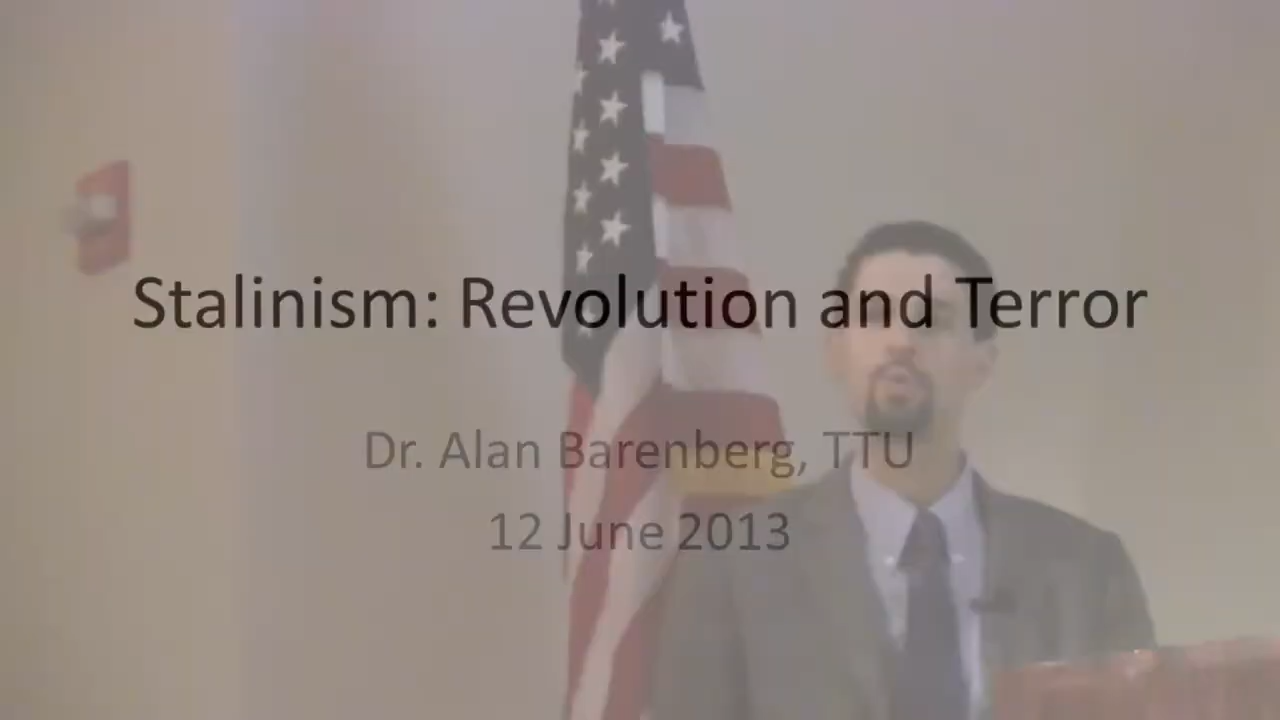 Stalinism: Revolution and Terror
Dr. Alan Barenberg, TTU
12 June 2013